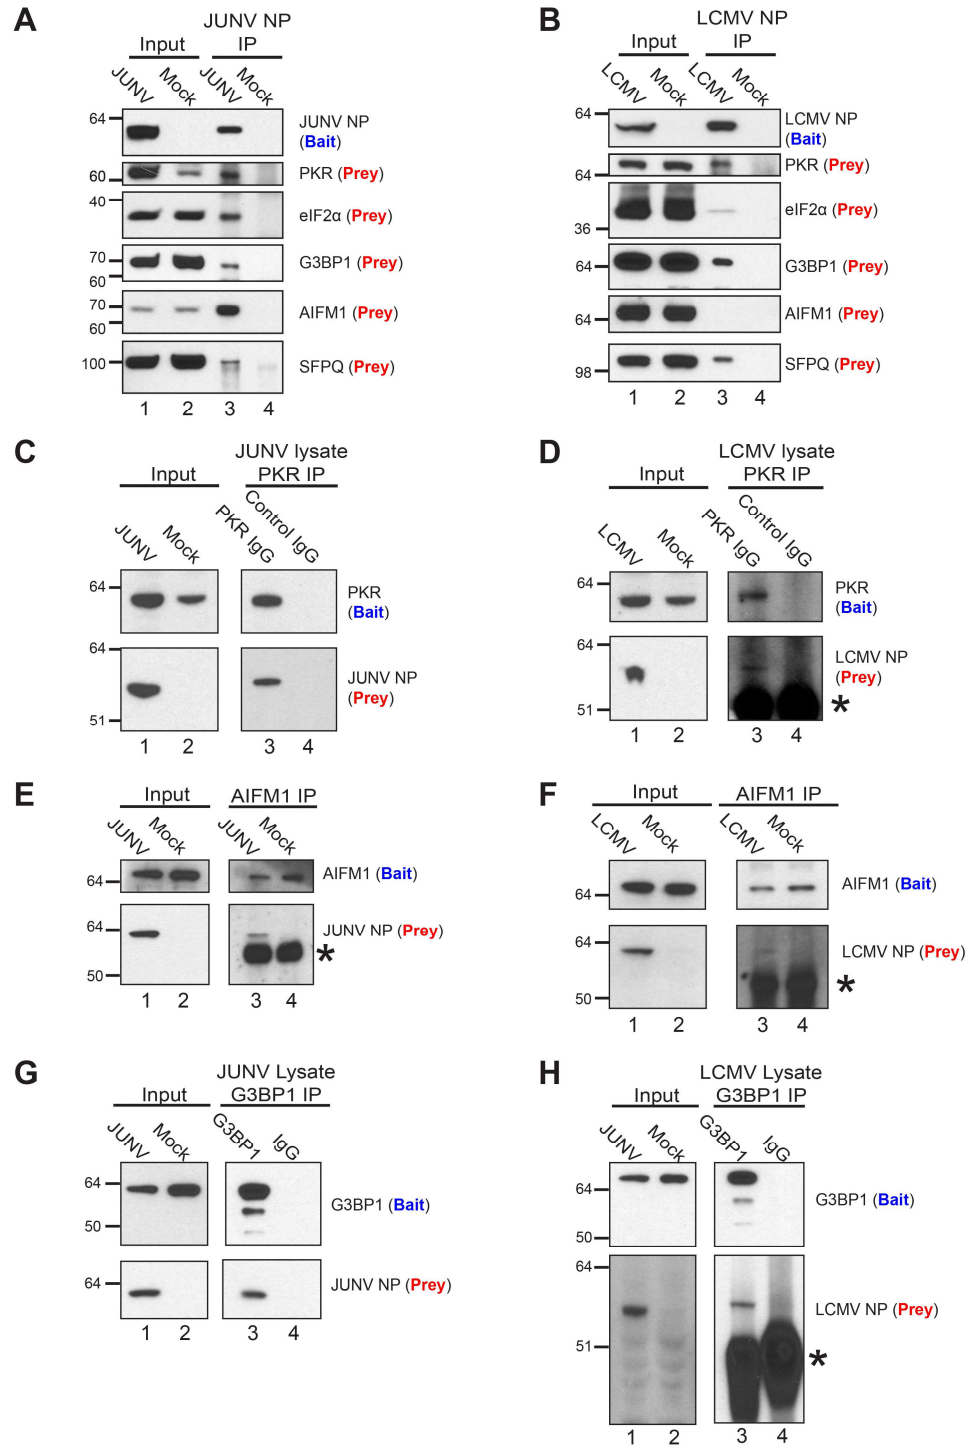 A
JUNV NP
Input IP
JUNV Mock JUNV Mock
64
JUNV NP
(Bait)
60
PKR (Prey)
40
eIF2α (Prey)
70
60
G3BP1 (Prey)
70
60
AIFM1 (Prey)
100
SFPQ (Prey)
1 2 3 4
B
LCMV NP
Input IP
LCMV Mock LCMV Mock
64
LCMV NP
(Bait)
64
PKR (Prey)
36
eIF2α (Prey)
64
G3BP1 (Prey)
64
AIFM1 (Prey)
98
SFPQ (Prey)
1 2 3 4
C
JUNV lysate
Input PKR IP
JUNV Mock PKR IgG Control IgG
64
PKR
(Bait)
64
51
JUNV NP
(Prey)
1 2 3 4
D
LCMV lysate
Input PKR IP
LCMV Mock PKR IgG Control IgG
64
PKR
(Bait)
64
51
LCMV NP
(Prey)
*
1 2 3 4
E
Input AIFM1 IP
JUNV Mock JUNV Mock
64
AIFM1 (Bait)
64
50
JUNV NP (Prey)
*
1 2 3 4
F
Input AIFM1 IP
LCMV Mock LCMV Mock
64
AIFM1 (Bait)
64
50
LCMV NP (Prey)
*
1 2 3 4
G
JUNV Lysate
Input G3BP1 IP
JUNV Mock G3BP1 IgG
64
50
G3BP1 (Bait)
64
JUNV NP (Prey)
1 2 3 4
H
LCMV Lysate
Input G3BP1 IP
JUNV Mock G3BP1 IgG
64
50
G3BP1 (Bait)
64
51
LCMV NP (Prey)
*
1 2 3 4